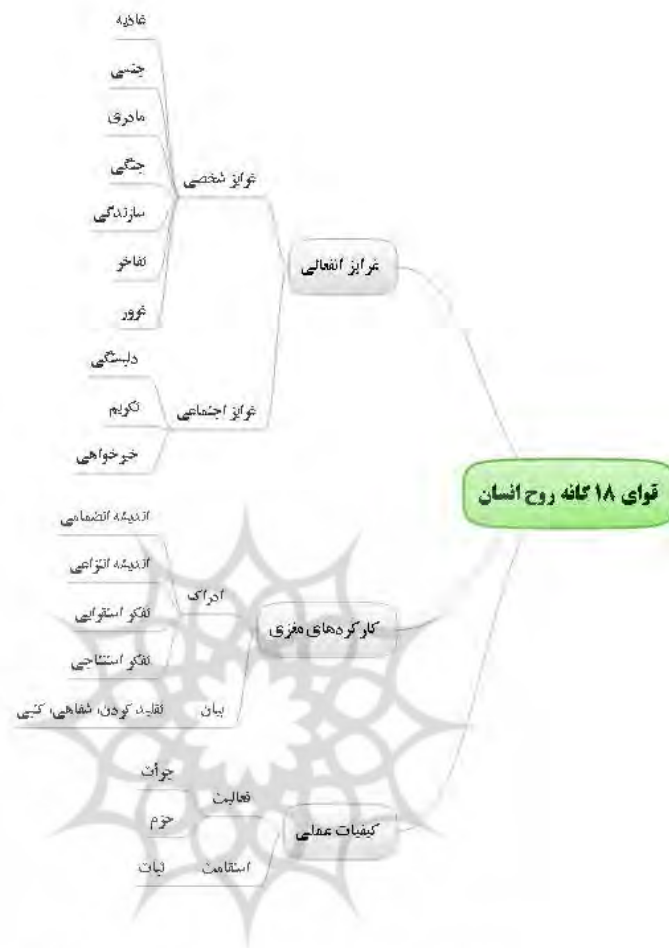 قوای ۱۸ گانه روح انسان
غرایز انفعالی
غرایز شخصی
غاذیه
جنسی
مادری
جنگی
سازندگی
تفاخر
غرور
غرایز اجتماعی
دلبستگی
تکریم
خیرخواهی
کارکردهای مغزی
ادراک
اندیشه انضمامی
اندیشه انتزاعی
تفکر استقرایی
تفکر استنتاجی
بیان
تقلید کردن، شفاهی، کتبی
کیفیات عملی
فعالیت
جرأت
حزم
استقامت
ثبات